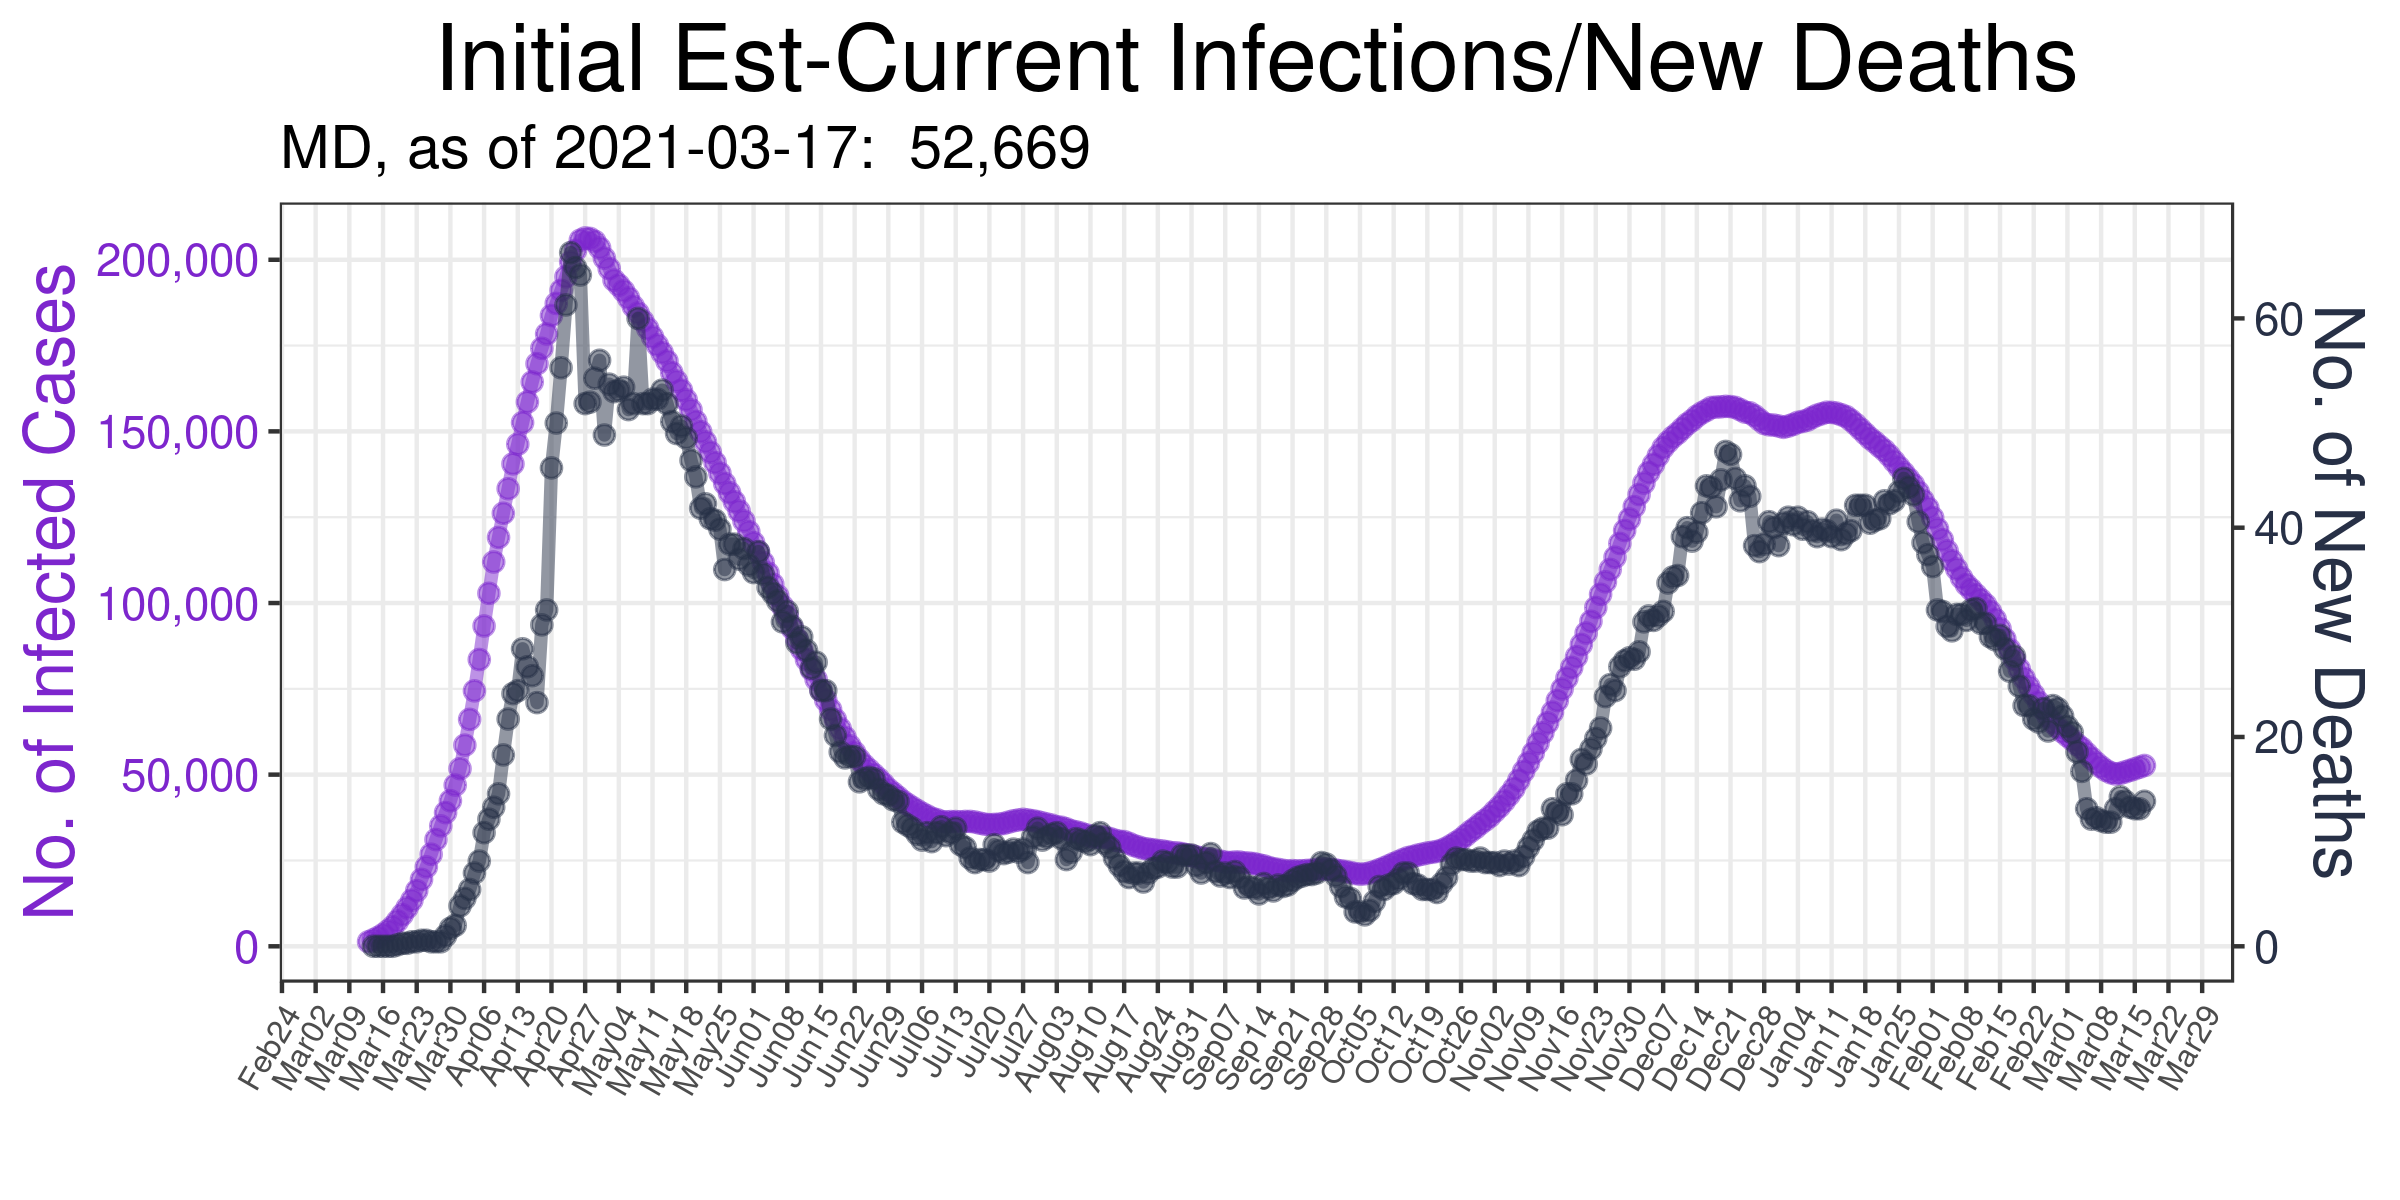 Initial Est-Current Infections/New Deaths
MD, as of 2021-03-17:  52,669
No. of Infected Cases
200,000
150,000
100,000
50,000
0
60
40
20
0
No. of New Deaths
Feb24
Mar02
Mar09
Mar16
Mar23
Mar30
Apr06
Apr13
Apr20
Apr27
May04
May11
May18
May25
Jun01
Jun08
Jun15
Jun22
Jun29
Jul06
Jul13
Jul20
Jul27
Aug03
Aug10
Aug17
Aug24
Aug31
Sep07
Sep14
Sep21
Sep28
Oct05
Oct12
Oct19
Oct26
Nov02
Nov09
Nov16
Nov23
Nov30
Dec07
Dec14
Dec21
Dec28
Jan04
Jan11
Jan18
Jan25
Feb01
Feb08
Feb15
Feb22
Mar01
Mar08
Mar15
Mar22
Mar29